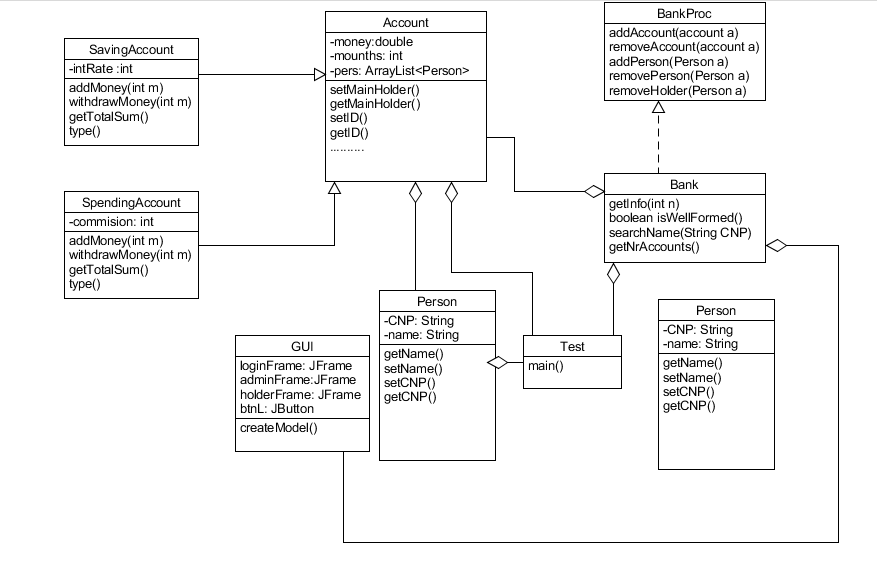 SavingAccount
-intRate :int
addMoney(int m)
withdrawMoney(int m)
getTotalSum()
type()
Account
-money:double
-mounths: int
-pers: ArrayList<Person>
setMainHolder()
getMainHolder()
setID()
getID()
..........
BankProc
addAccount(account a)
removeAccount(account a)
addPerson(Person a)
removePerson(Person a)
removeHolder(Person a)
SpendingAccount
-commision: int
addMoney(int m)
withdrawMoney(int m)
getTotalSum()
type()
Bank
getInfo(int n)
boolean isWellFormed()
searchName(String CNP)
getNrAccounts()
GUI
loginFrame: JFrame
adminFrame:JFrame
holderFrame: JFrame
btnL: JButton
createModel()
Person
-CNP: String
-name: String
getName()
setName()
setCNP()
getCNP()
Test
main()
Person
-CNP: String
-name: String
getName()
setName()
setCNP()
getCNP()